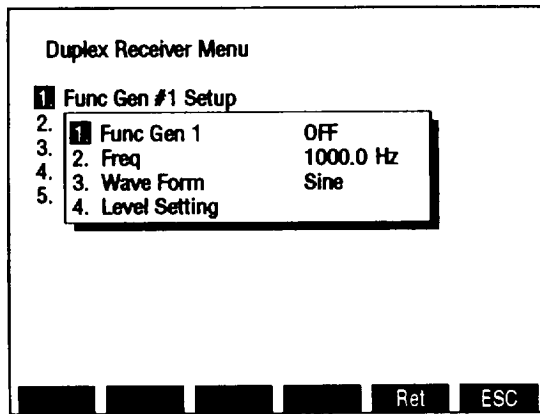 Duplex Receiver Menu
1. Func Gen #1 Setup
2.
3.
4.
5.
1. Func Gen 1 OFF
2. Freq 1000.0 Hz
3. Wave Form Sine
4. Level Setting
Ret ESC